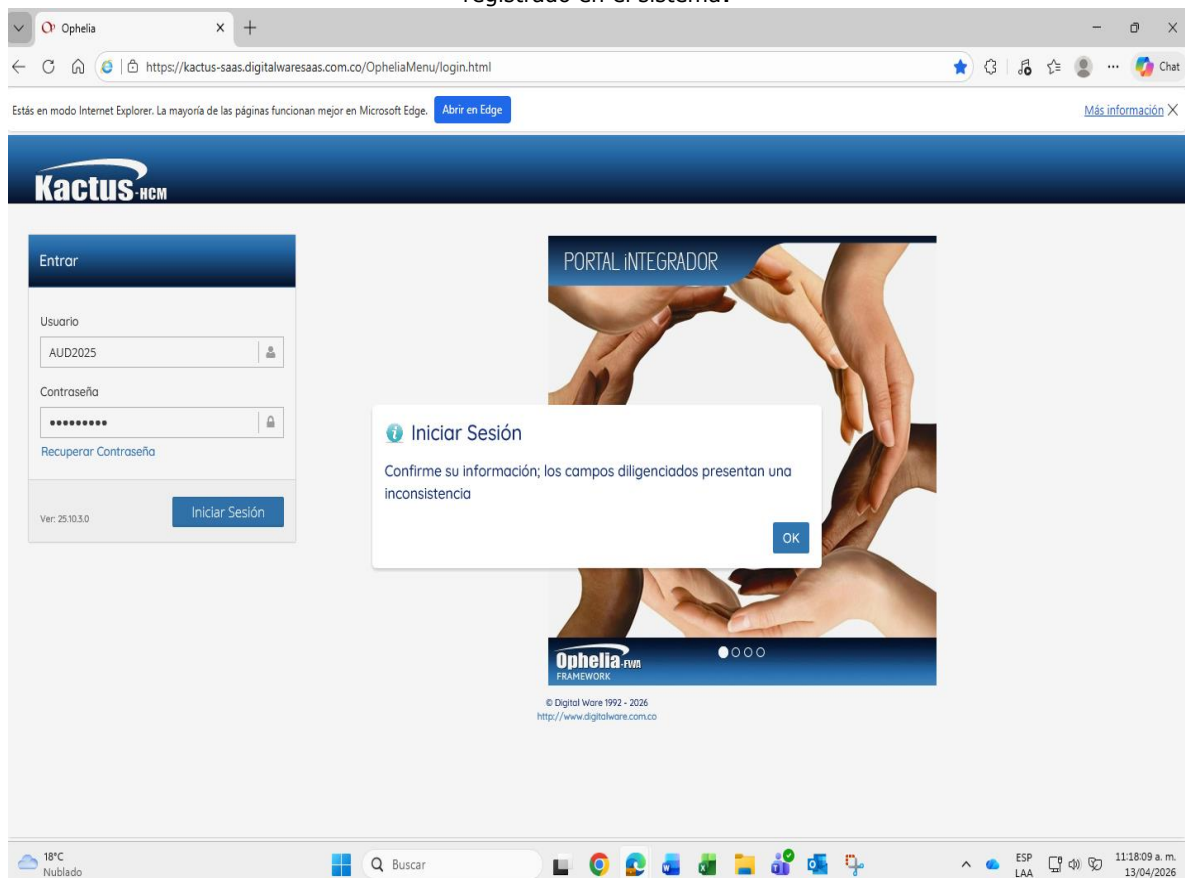 registrado en el sistema.
Ophelia
https://kactus-saas.digitalwaresaas.com.co/OpheliaMenu/login.html
Chat
Estás en modo Internet Explorer. La mayoría de las páginas funcionan mejor en Microsoft Edge.
Abrir en Edge
Más información
Kactus-HCM
Entrar
PORTAL iNTEGRADOR
Usuario
AUD2025
Contraseña
•••••••••
Recuperar Contraseña
Iniciar Sesión
Confirme su información; los campos diligenciados presentan una
inconsistencia
OK
Ver: 25.10.3.0
Iniciar Sesión
Ophelia-FWA
FRAMEWORK
© Digital Ware 1992 - 2026
http://www.digitalware.com.co
18°C
Nublado
Buscar
ESP
LAA
11:18:09 a. m.
13/04/2026